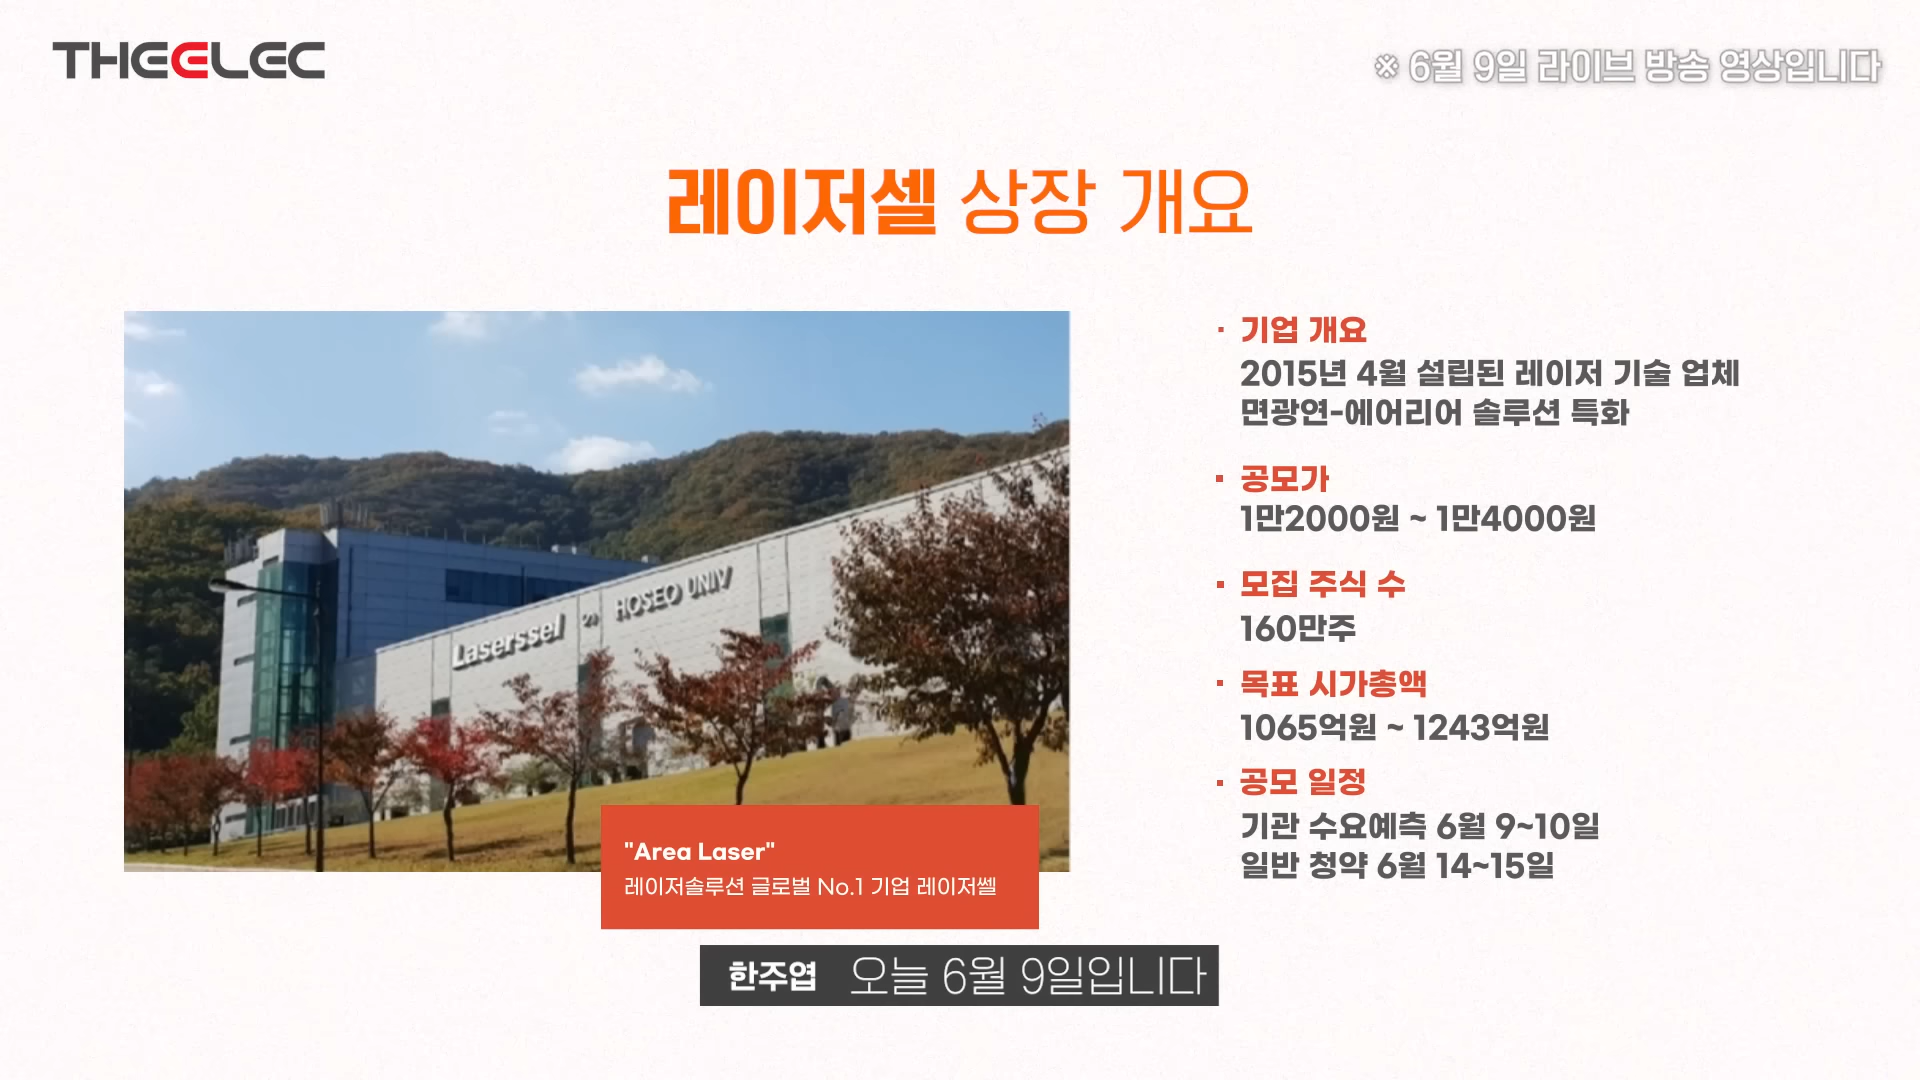 THEELEC
※ 6월 9일 라이브 방송 영상입니다
레이저셀 상장 개요
Laserssel
HOSEO UNIV
"Area Laser"
레이저솔루션 글로벌 No.1 기업 레이저쎌
· 기업 개요
2015년 4월 설립된 레이저 기술 업체
면광연-에어리어 솔루션 특화
· 공모가
1만2000원 ~ 1만4000원
· 모집 주식 수
160만주
· 목표 시가총액
1065억원 ~ 1243억원
· 공모 일정
기관 수요예측 6월 9~10일
일반 청약 6월 14~15일
한주엽 오늘 6월 9일입니다